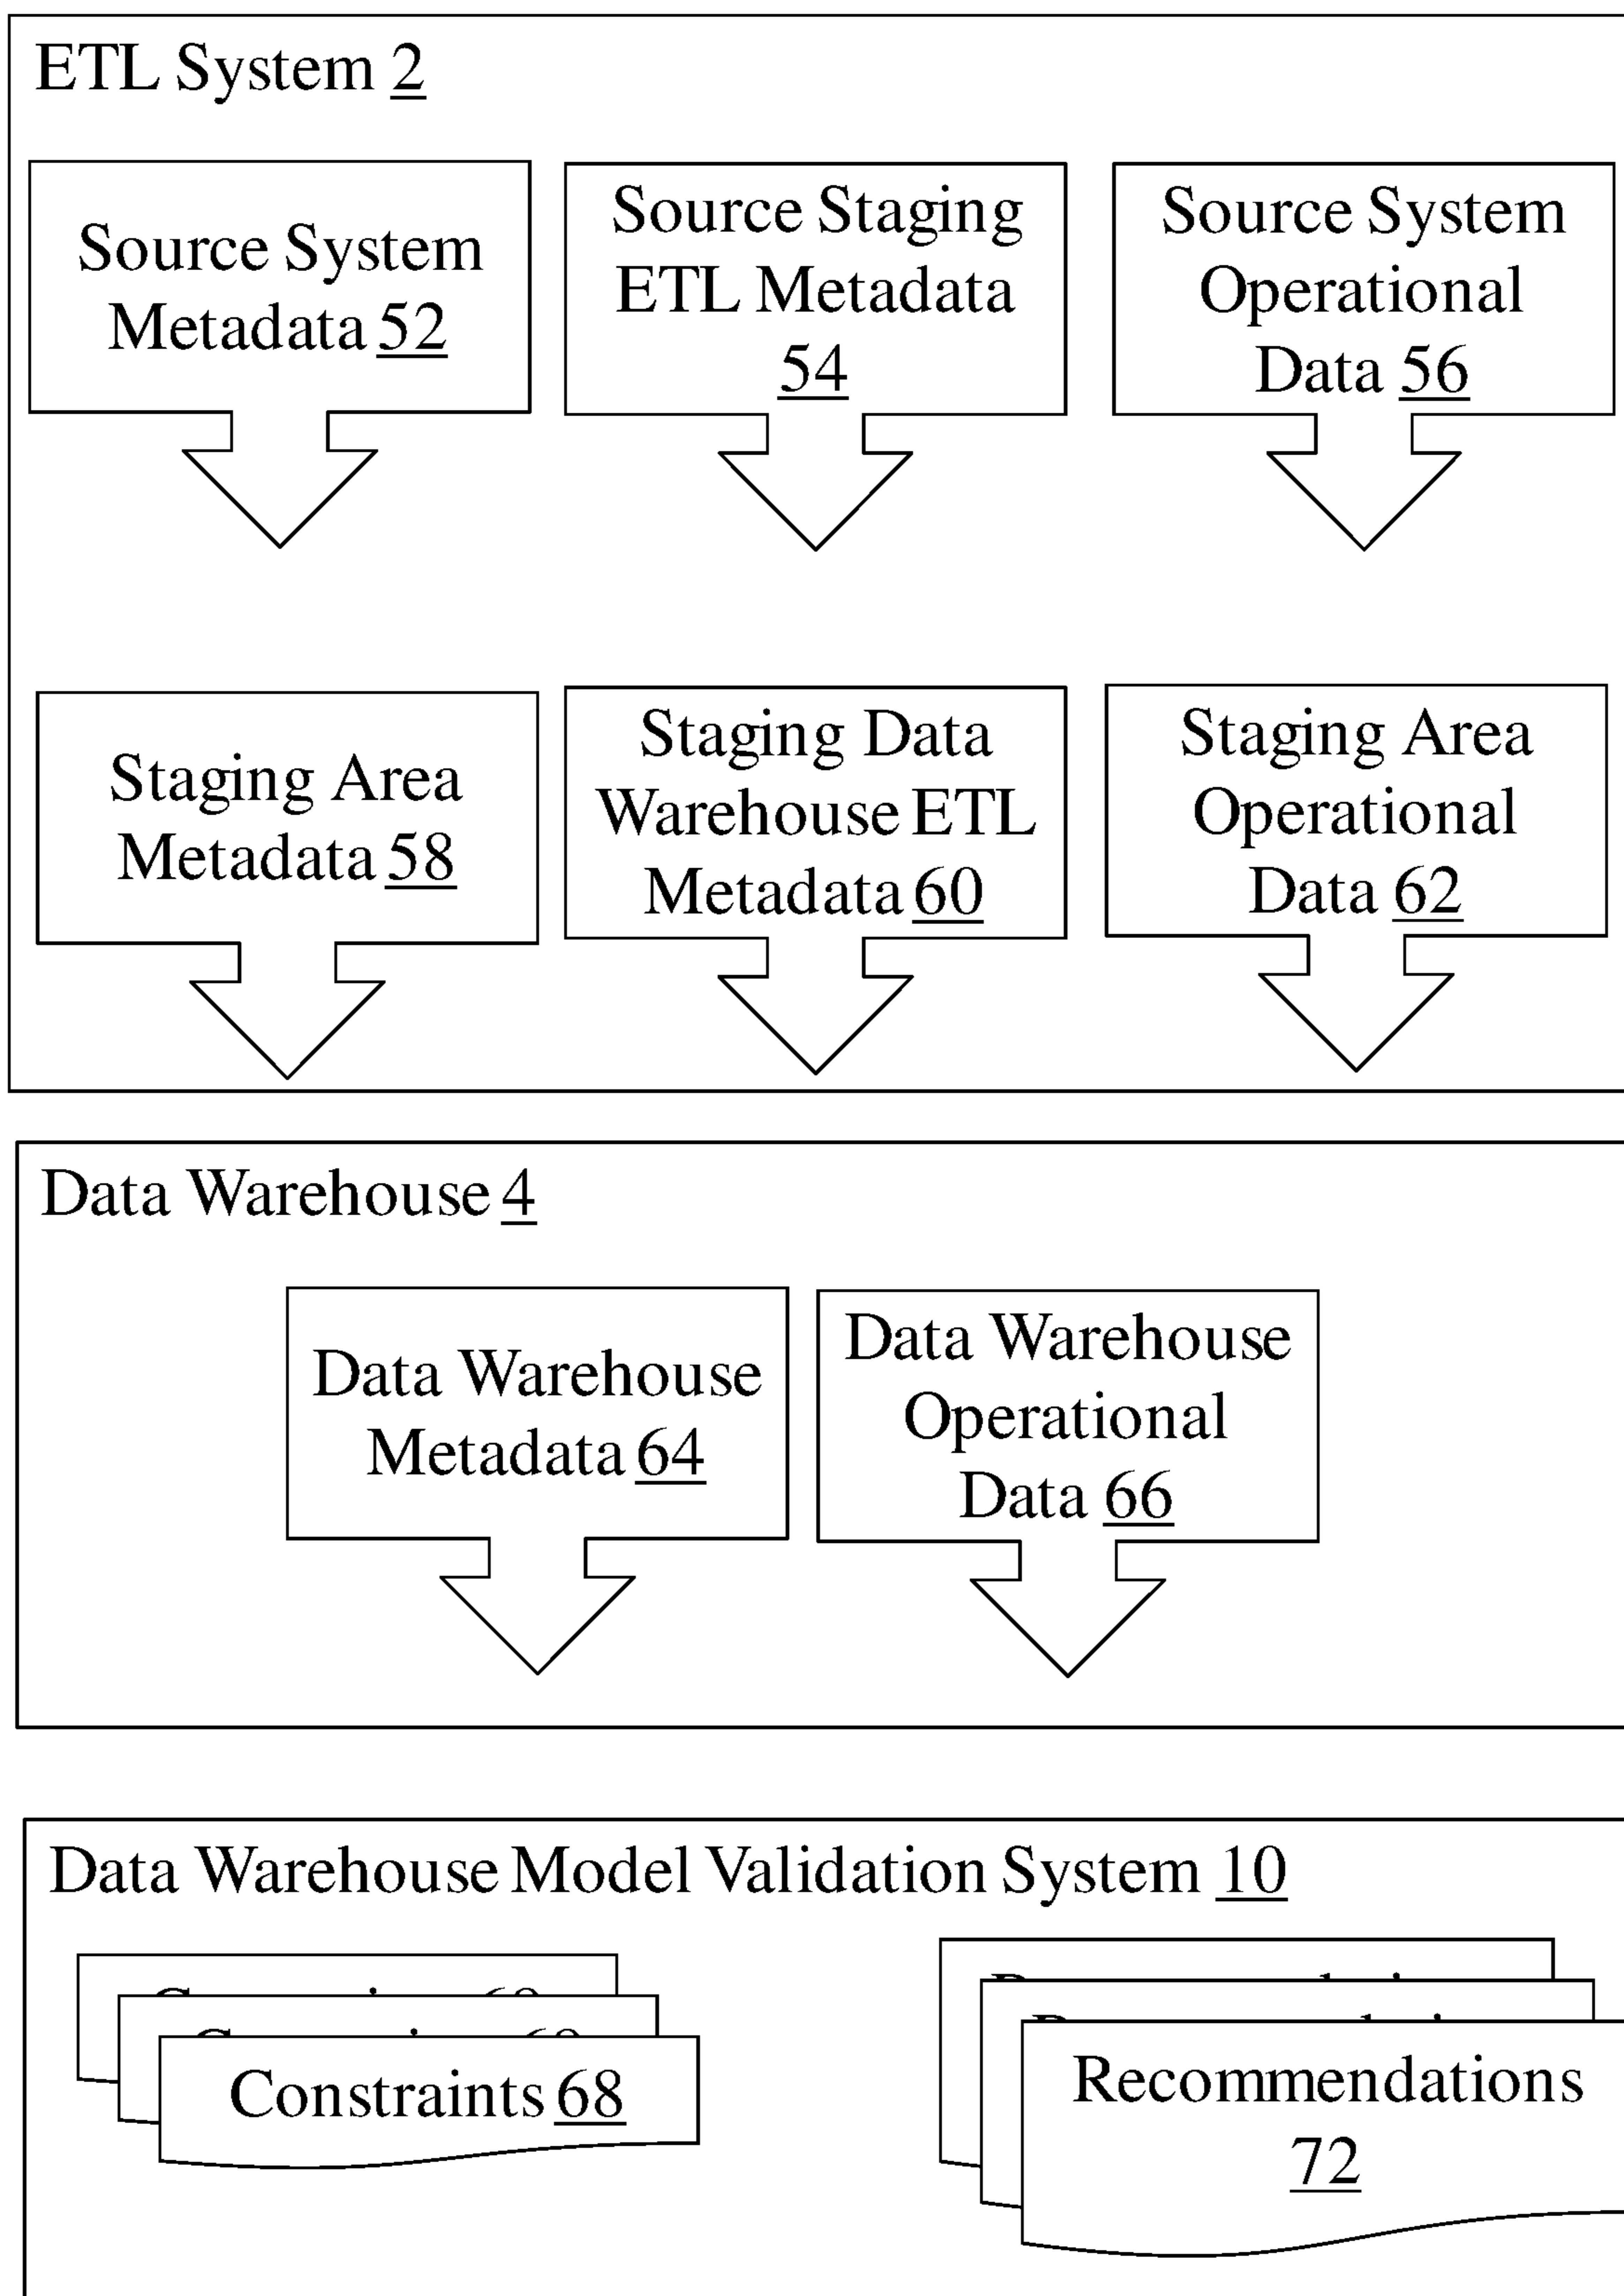 ETL System 2
Source System
Metadata 52
Source Staging
ETL Metadata
54
Source System
Operational
Data 56
Staging Area
Metadata 58
Staging Data
Warehouse ETL
Metadata 60
Staging Area
Operational
Data 62
Data Warehouse 4
Data Warehouse
Metadata 64
Data Warehouse
Operational
Data 66
Data Warehouse Model Validation System 10
Constraints 68
Recommendations
72